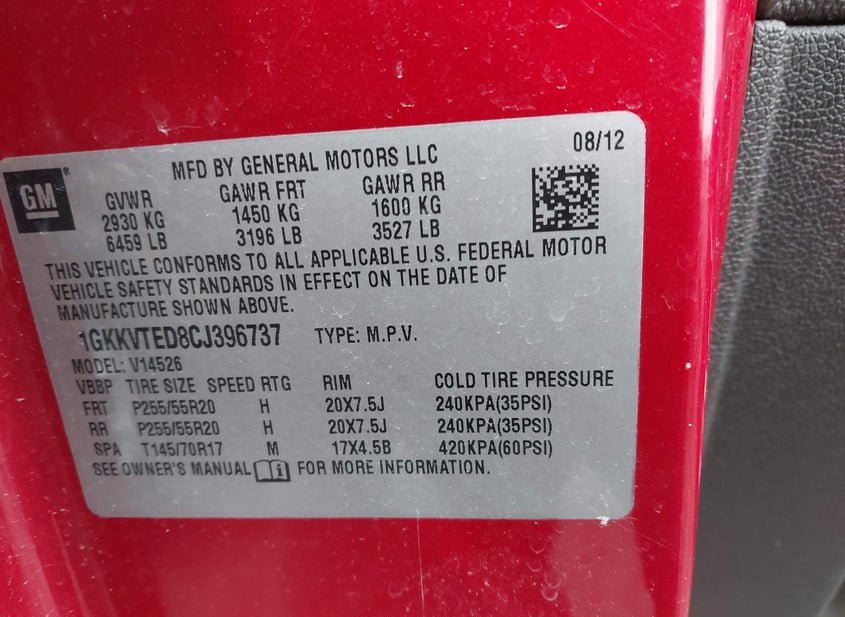 08/12
MFD BY GENERAL MOTORS LLC
GM®
GVWR GAWR FRT GAWR RR
2930 KG 1450 KG 1600 KG
6459 LB 3196 LB 3527 LB
THIS VEHICLE CONFORMS TO ALL APPLICABLE U.S. FEDERAL MOTOR
VEHICLE SAFETY STANDARDS IN EFFECT ON THE DATE OF
MANUFACTURE SHOWN ABOVE.
1GKKVTED8CJ396737 TYPE: M.P.V.
MODEL: V14526
VBBP TIRE SIZE SPEED RTG RIM COLD TIRE PRESSURE
FRT P255/55R20 H 20X7.5J 240KPA(35PSI)
RR P255/55R20 H 20X7.5J 240KPA(35PSI)
SPA T145/70R17 M 17X4.5B 420KPA(60PSI)
SEE OWNER'S MANUAL i FOR MORE INFORMATION.